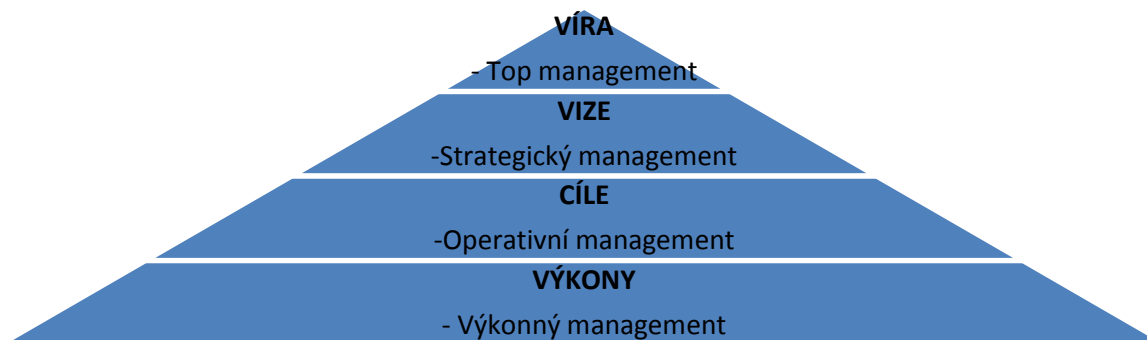 VÍRA
- Top management
VIZE
-Strategický management
CÍLE
-Operativní management
VÝKONY
- Výkonný management